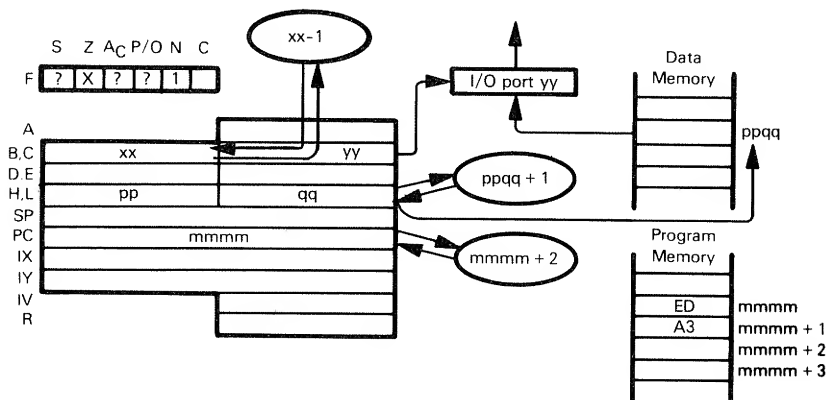 xx-1
S Z AC P/O N C
F ? X ? ? 1
I/O port yy
Data
Memory
ppqq
A
B,C xx yy
D,E
H,L pp qq
ppqq + 1
SP
PC mmmm
mmmm + 2
IX
IY
IV
R
Program
Memory
ED mmmm
A3 mmmm + 1
mmmm + 2
mmmm + 3